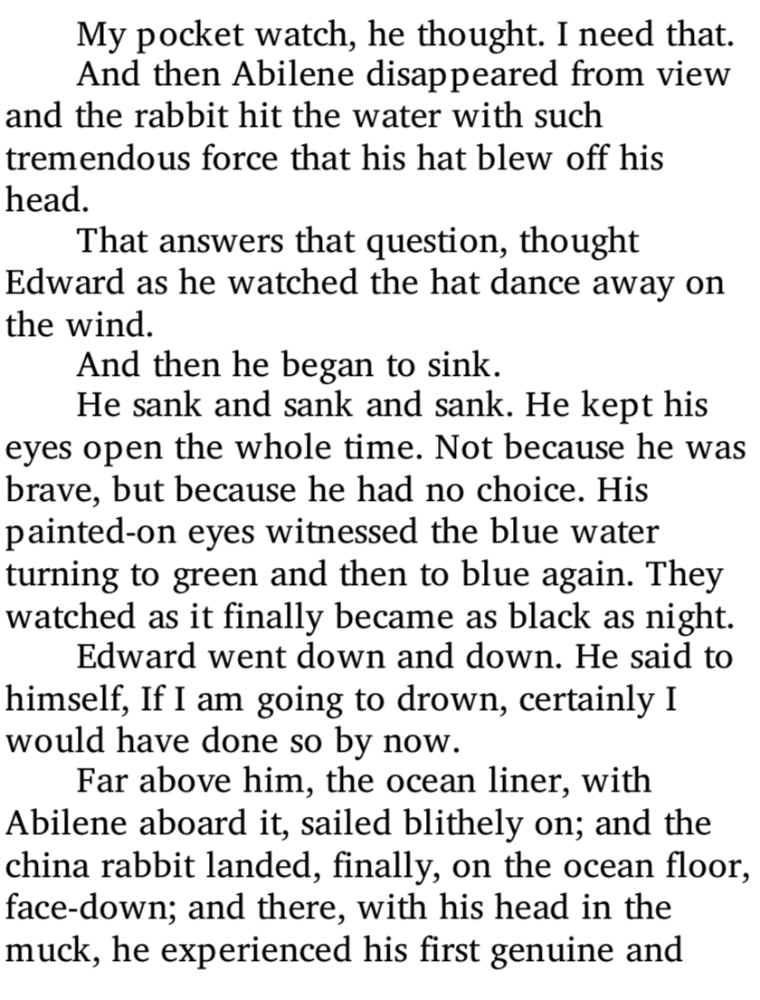 My pocket watch, he thought. I need that.
And then Abilene disappeared from view
and the rabbit hit the water with such
tremendous force that his hat blew off his
head.
That answers that question, thought
Edward as he watched the hat dance away on
the wind.
And then he began to sink.
He sank and sank and sank. He kept his
eyes open the whole time. Not because he was
brave, but because he had no choice. His
painted-on eyes witnessed the blue water
turning to green and then to blue again. They
watched as it finally became as black as night.
Edward went down and down. He said to
himself, If I am going to drown, certainly I
would have done so by now.
Far above him, the ocean liner, with
Abilene aboard it, sailed blithely on; and the
china rabbit landed, finally, on the ocean floor,
face-down; and there, with his head in the
muck, he experienced his first genuine and